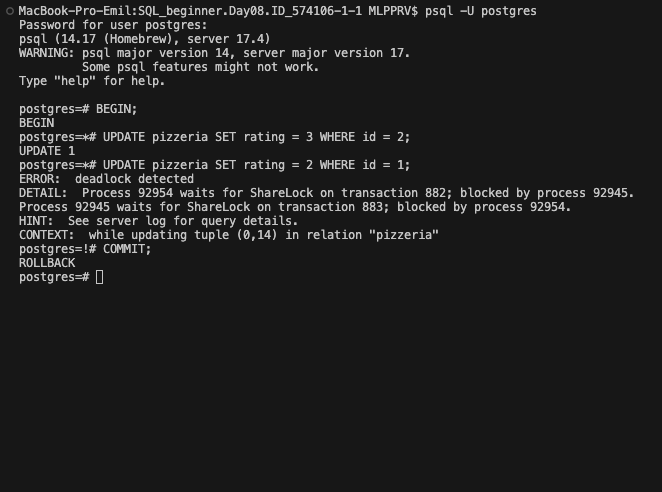 MacBook-Pro-Emil:SQL_beginner.Day08.ID_574106-1-1 MLPPRV$ psql -U postgres
Password for user postgres:
psql (14.17 (Homebrew), server 17.4)
WARNING: psql major version 14, server major version 17.
         Some psql features might not work.
Type "help" for help.

postgres=# BEGIN;
BEGIN
postgres=*# UPDATE pizzeria SET rating = 3 WHERE id = 2;
UPDATE 1
postgres=*# UPDATE pizzeria SET rating = 2 WHERE id = 1;
ERROR:  deadlock detected
DETAIL:  Process 92954 waits for ShareLock on transaction 882; blocked by process 92945.
Process 92945 waits for ShareLock on transaction 883; blocked by process 92954.
HINT:  See server log for query details.
CONTEXT:  while updating tuple (0,14) in relation "pizzeria"
postgres=!# COMMIT;
ROLLBACK
postgres=#